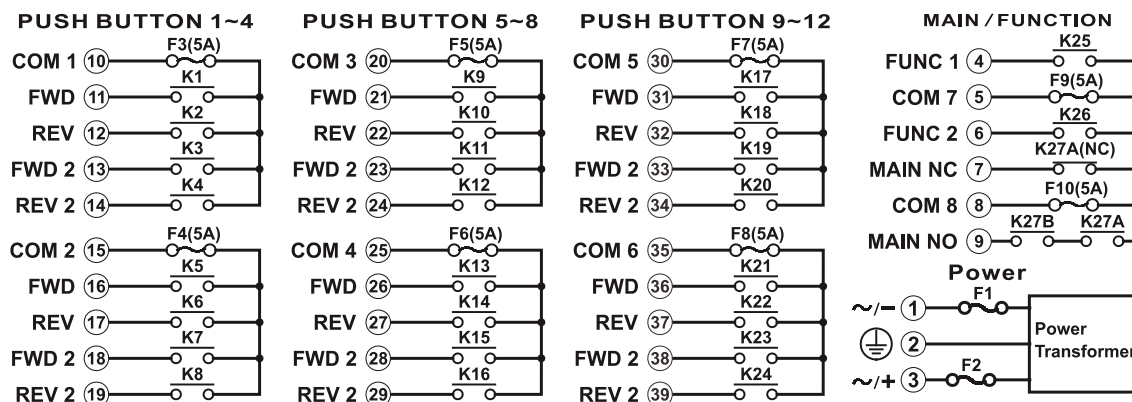 PUSH BUTTON 1~4
F3(5A)
COM 1 10
K1
FWD 11
K2
REV 12
K3
FWD 2 13
K4
REV 2 14
F4(5A)
COM 2 15
K5
FWD 16
K6
REV 17
K7
FWD 2 18
K8
REV 2 19
PUSH BUTTON 5~8
F5(5A)
COM 3 20
K9
FWD 21
K10
REV 22
K11
FWD 2 23
K12
REV 2 24
F6(5A)
COM 4 25
K13
FWD 26
K14
REV 27
K15
FWD 2 28
K16
REV 2 29
PUSH BUTTON 9~12
F7(5A)
COM 5 30
K17
FWD 31
K18
REV 32
K19
FWD 2 33
K20
REV 2 34
F8(5A)
COM 6 35
K21
FWD 36
K22
REV 37
K23
FWD 2 38
K24
REV 2 39
MAIN / FUNCTION
K25
FUNC 1 4
F9(5A)
COM 7 5
K26
FUNC 2 6
K27A(NC)
MAIN NC 7
F10(5A)
COM 8 8
K27B K27A
MAIN NO 9
Power
F1
~/- 1
2
Power
Transformer
F2
~/+ 3